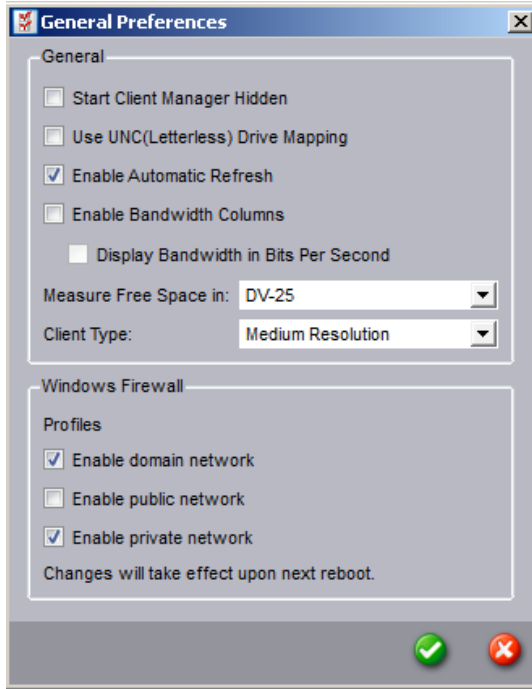 General Preferences
General
Start Client Manager Hidden
Use UNC(Letterless) Drive Mapping
Enable Automatic Refresh
Enable Bandwidth Columns
Display Bandwidth in Bits Per Second
Measure Free Space in: DV-25
Client Type: Medium Resolution
Windows Firewall
Profiles
Enable domain network
Enable public network
Enable private network
Changes will take effect upon next reboot.